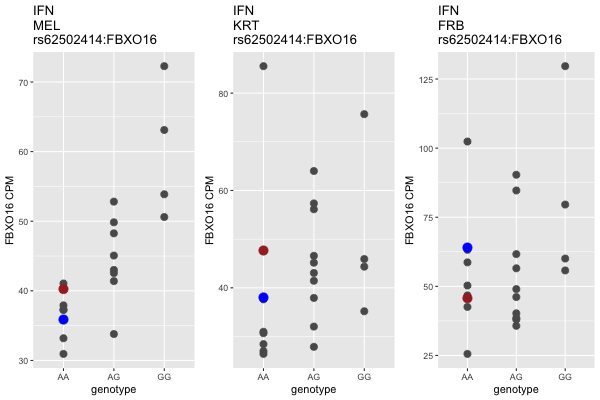 IFN
MEL
rs62502414:FBXO16
FBXO16 CPM
70
60
50
40
30
AA
AG
GG
genotype
IFN
KRT
rs62502414:FBXO16
FBXO16 CPM
80
60
40
AA
AG
GG
genotype
IFN
FRB
rs62502414:FBXO16
FBXO16 CPM
125
100
75
50
25
AA
AG
GG
genotype